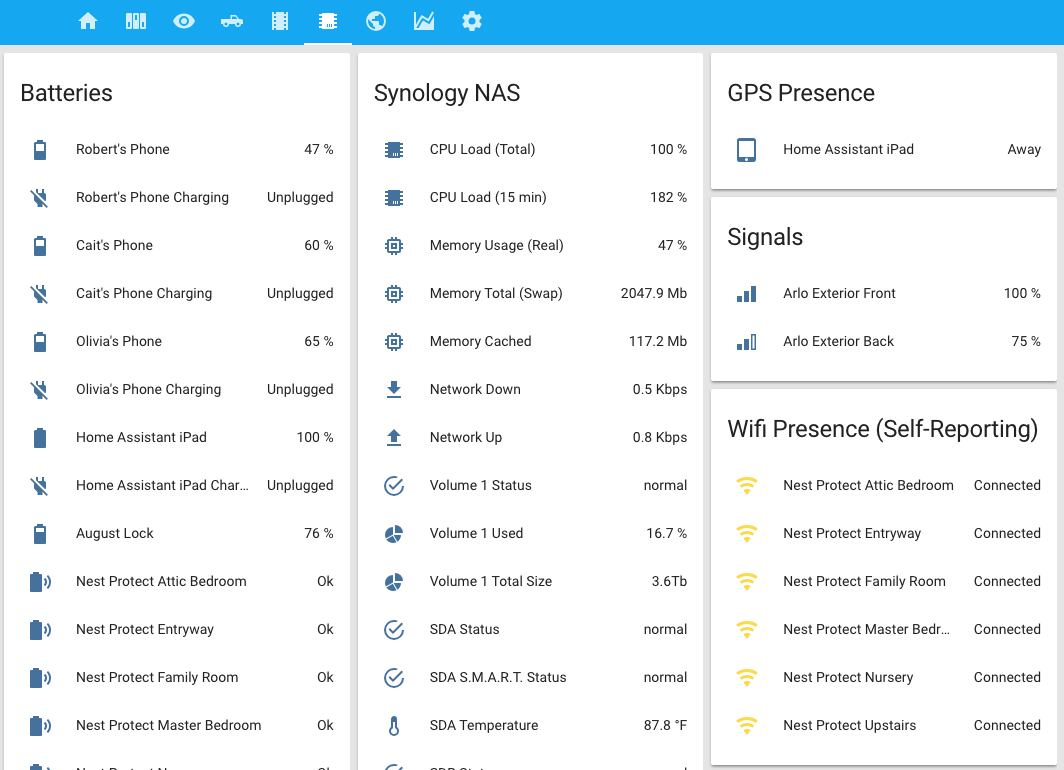 Batteries
Robert's Phone 47 %
Robert's Phone Charging Unplugged
Cait's Phone 60 %
Cait's Phone Charging Unplugged
Olivia's Phone 65 %
Olivia's Phone Charging Unplugged
Home Assistant iPad 100 %
Home Assistant iPad Char... Unplugged
August Lock 76 %
Nest Protect Attic Bedroom Ok
Nest Protect Entryway Ok
Nest Protect Family Room Ok
Nest Protect Master Bedroom Ok
Synology NAS
CPU Load (Total) 100 %
CPU Load (15 min) 182 %
Memory Usage (Real) 47 %
Memory Total (Swap) 2047.9 Mb
Memory Cached 117.2 Mb
Network Down 0.5 Kbps
Network Up 0.8 Kbps
Volume 1 Status normal
Volume 1 Used 16.7 %
Volume 1 Total Size 3.6Tb
SDA Status normal
SDA S.M.A.R.T. Status normal
SDA Temperature 87.8 °F
GPS Presence
Home Assistant iPad Away
Signals
Arlo Exterior Front 100 %
Arlo Exterior Back 75 %
Wifi Presence (Self-Reporting)
Nest Protect Attic Bedroom Connected
Nest Protect Entryway Connected
Nest Protect Family Room Connected
Nest Protect Master Bedr... Connected
Nest Protect Nursery Connected
Nest Protect Upstairs Connected